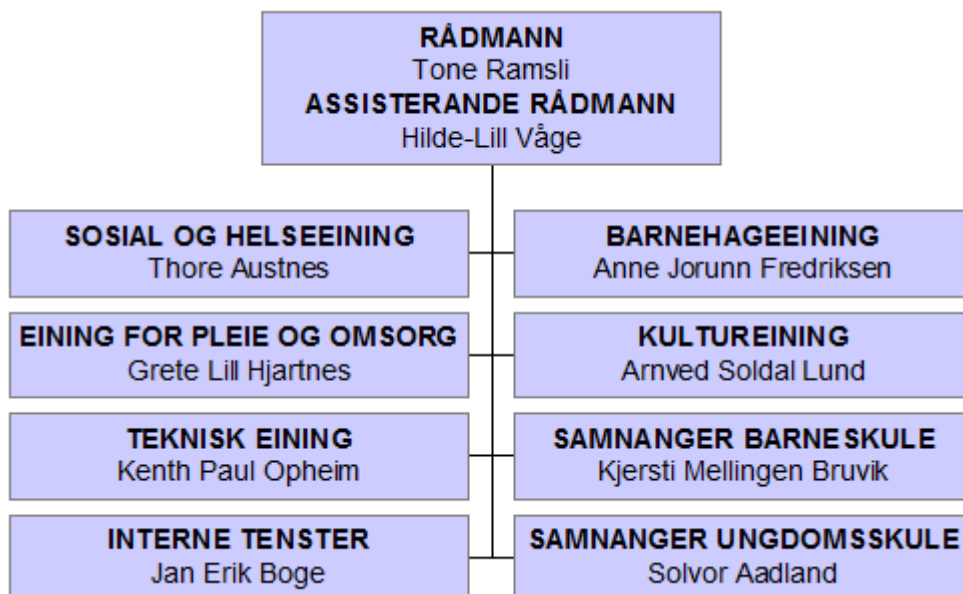 RÅDMANN
Tone Ramsli
ASSISTERANDE RÅDMANN
Hilde-Lill Våge
SOSIAL OG HELSEEINING
Thore Austnes
BARNEHAGEEINING
Anne Jorunn Fredriksen
EINING FOR PLEIE OG OMSORG
Grete Lill Hjartnes
KULTUREINING
Arnved Soldal Lund
TEKNISK EINING
Kenth Paul Opheim
SAMNANGER BARNESKULE
Kjersti Mellingen Bruvik
INTERNE TENSTER
Jan Erik Boge
SAMNANGER UNGDOMSSKULE
Solvor Aadland